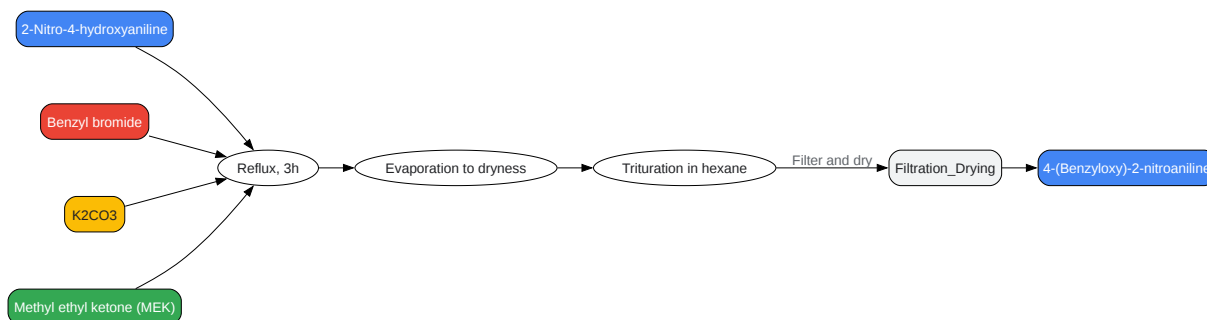 2-Nitro-4-hydroxyaniline
Benzyl bromide
K2CO3
Methyl ethyl ketone (MEK)
Reflux, 3h
Evaporation to dryness
Trituration in hexane
Filter and dry
Filtration_Drying
4-(Benzyloxy)-2-nitroaniline